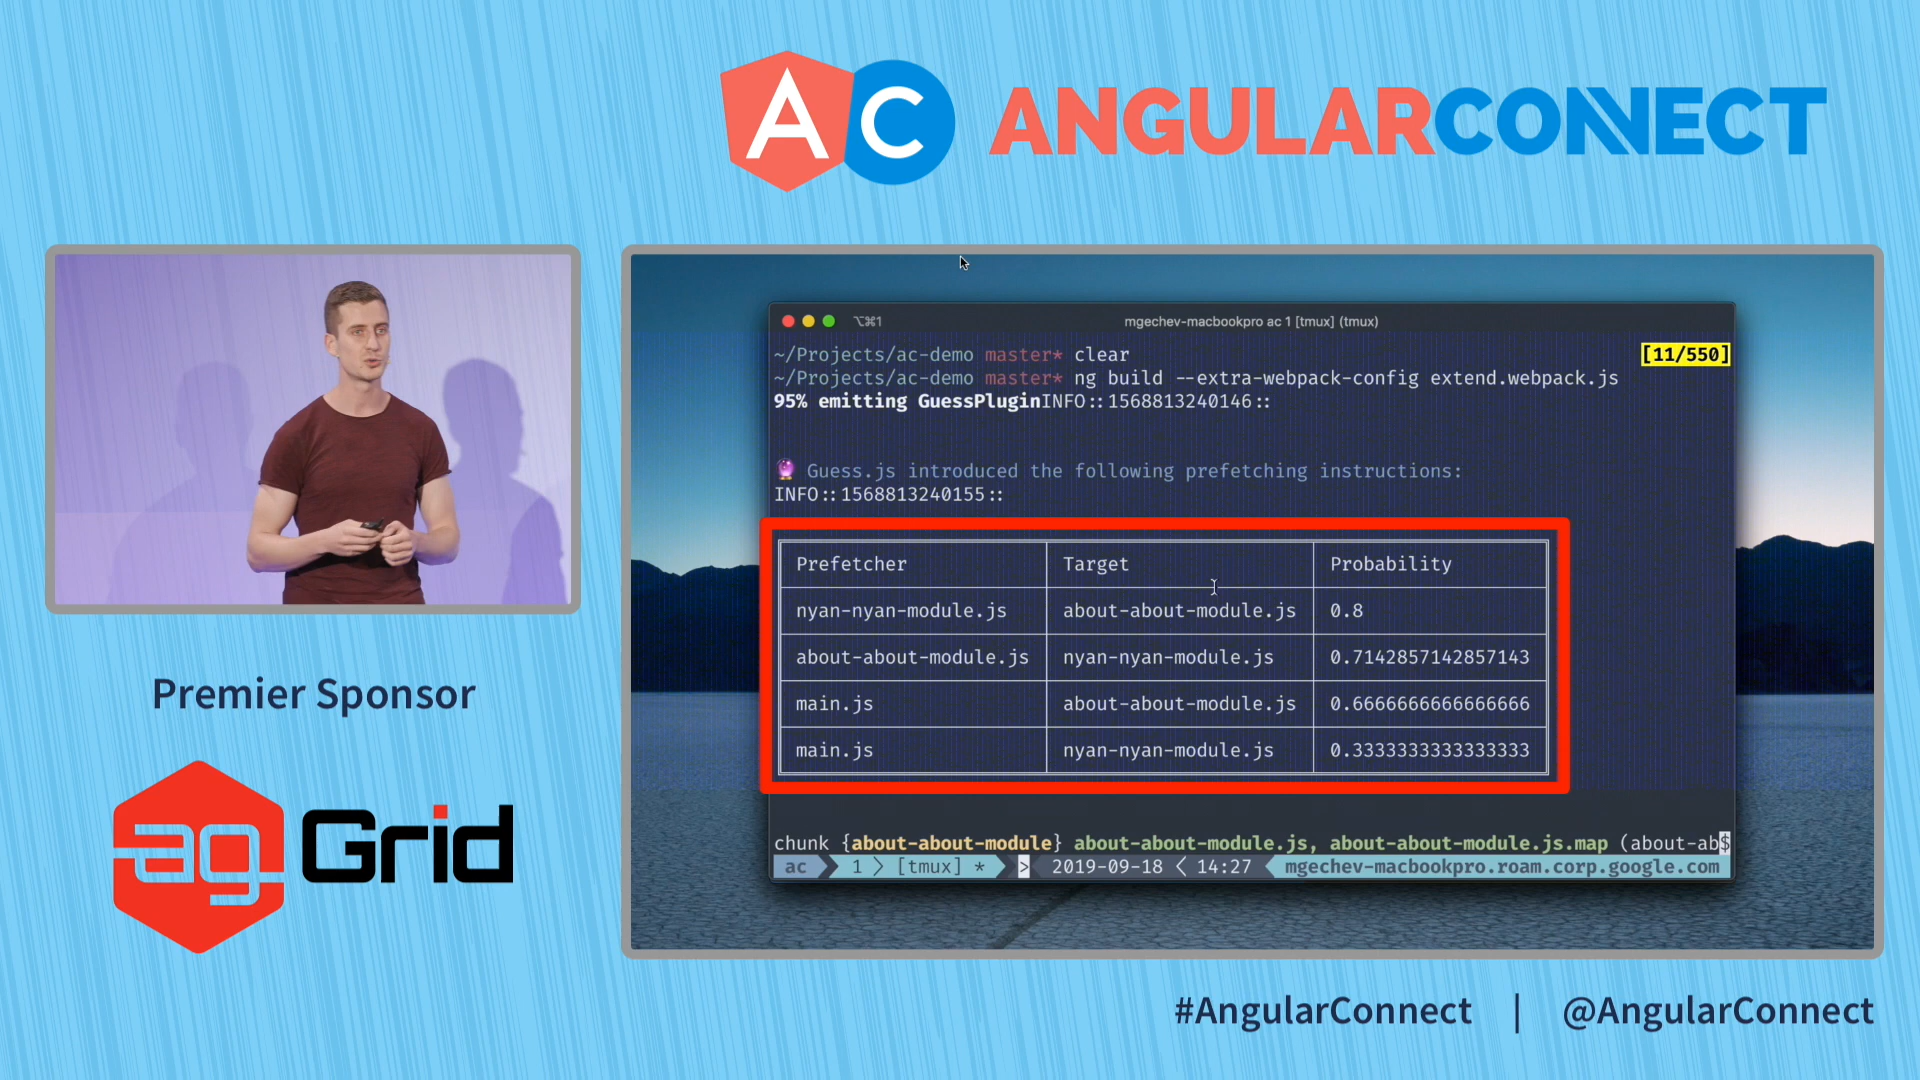 AC ANGULARCONNECT
⌥⌘1 mgechev-macbookpro ac 1 [tmux] (tmux)
~/Projects/ac-demo master* clear [11/550]
~/Projects/ac-demo master* ng build --extra-webpack-config extend.webpack.js
95% emitting GuessPluginINFO::1568813240146::
Guess.js introduced the following prefetching instructions:
INFO::1568813240155::
Prefetcher Target Probability
nyan-nyan-module.js about-about-module.js 0.8
about-about-module.js nyan-nyan-module.js 0.7142857142857143
main.js about-about-module.js 0.6666666666666666
main.js nyan-nyan-module.js 0.3333333333333333
chunk {about-about-module} about-about-module.js, about-about-module.js.map (about-ab$
ac 1 > [tmux] * > 2019-09-18 < 14:27 mgechev-macbookpro.roam.corp.google.com
Premier Sponsor
ag Grid
#AngularConnect | @AngularConnect